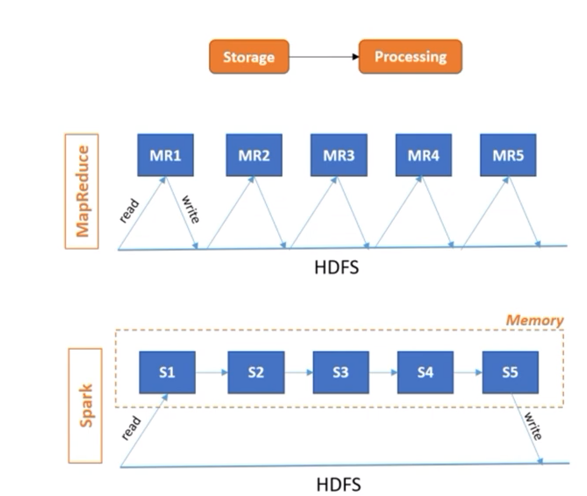 Storage
Processing
MapReduce
MR1
MR2
MR3
MR4
MR5
read
write
HDFS
Memory
Spark
S1
S2
S3
S4
S5
read
write
HDFS